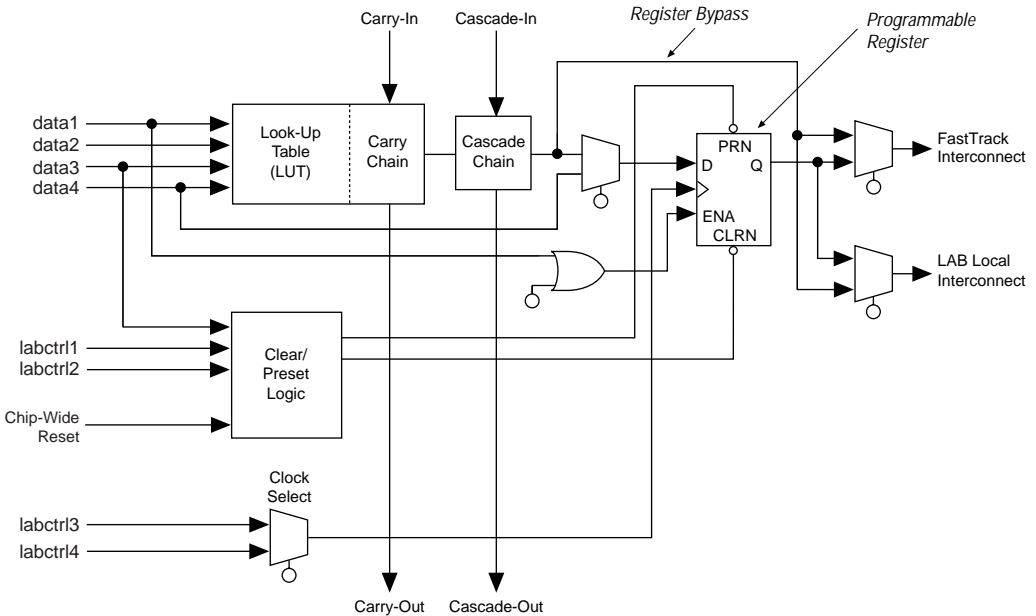 Carry-In
Cascade-In
Register Bypass
Programmable
Register
data1
data2
data3
data4
Look-Up
Table
(LUT)
Carry
Chain
Cascade
Chain
PRN
D
Q
ENA
CLRN
FastTrack
Interconnect
LAB Local
Interconnect
labctrl1
labctrl2
Clear/
Preset
Logic
Chip-Wide
Reset
Clock
Select
labctrl3
labctrl4
Carry-Out
Cascade-Out